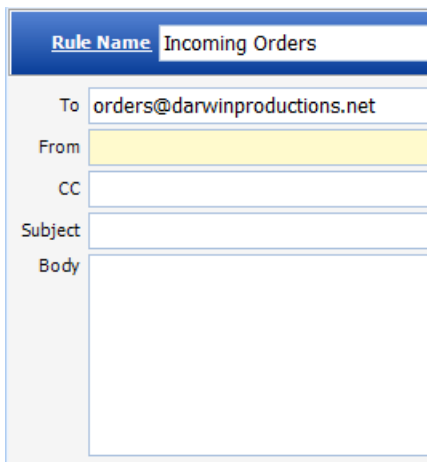 Rule Name Incoming Orders
To orders@darwinproductions.net
From
CC
Subject
Body